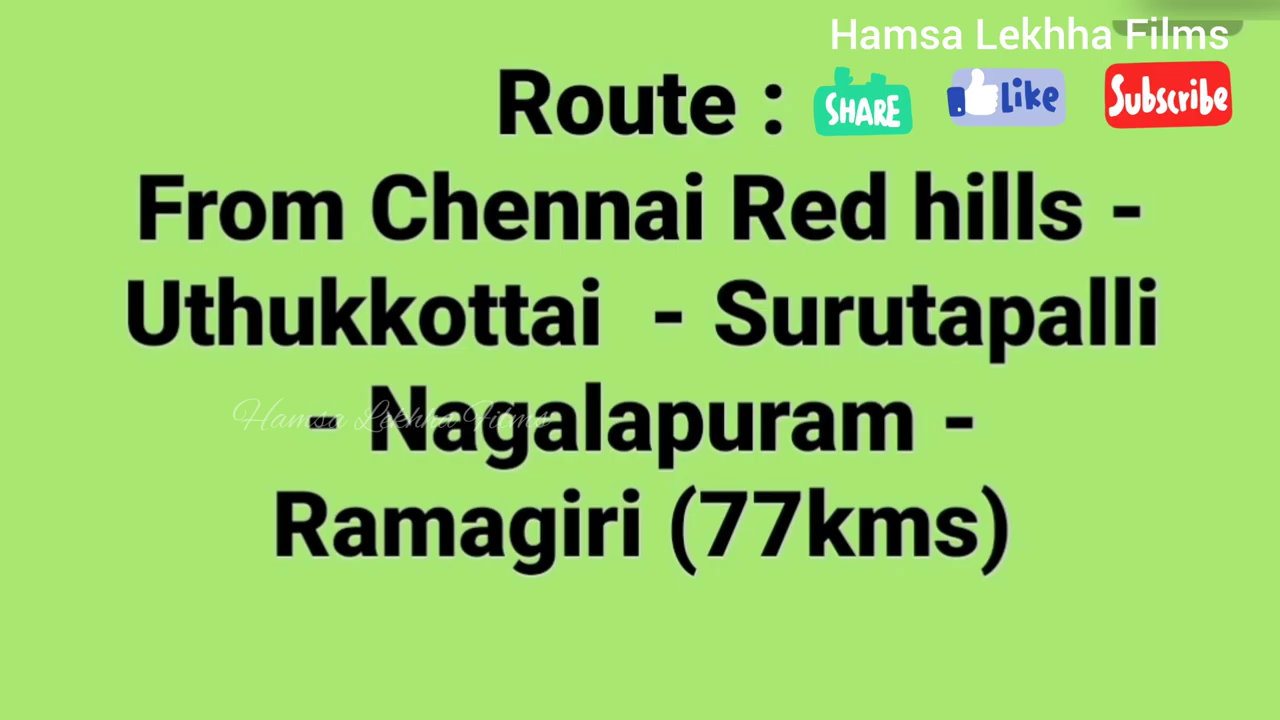 Hamsa Lekhha Films
Route :
SHARE
Like
Subscribe
From Chennai Red hills -
Uthukkottai - Surutapalli
Hamsa Lekhha Films
- Nagalapuram -
Ramagiri (77kms)